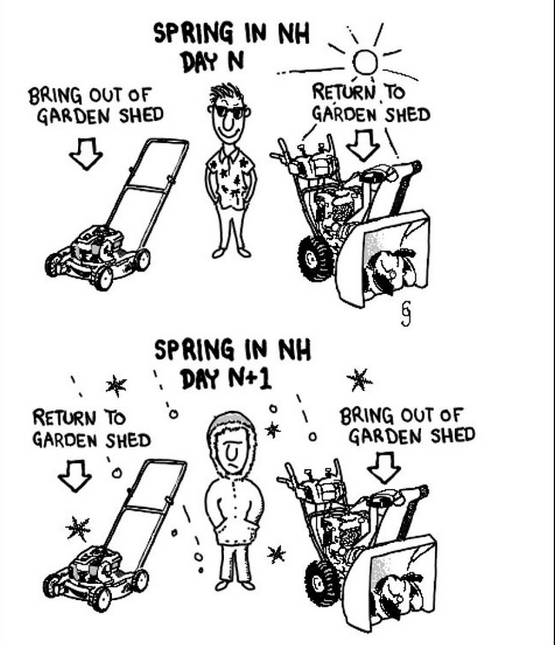 SPRING IN NH
DAY N
BRING OUT OF
GARDEN SHED
RETURN TO
GARDEN SHED
SPRING IN NH
DAY N+1
RETURN TO
GARDEN SHED
BRING OUT OF
GARDEN SHED